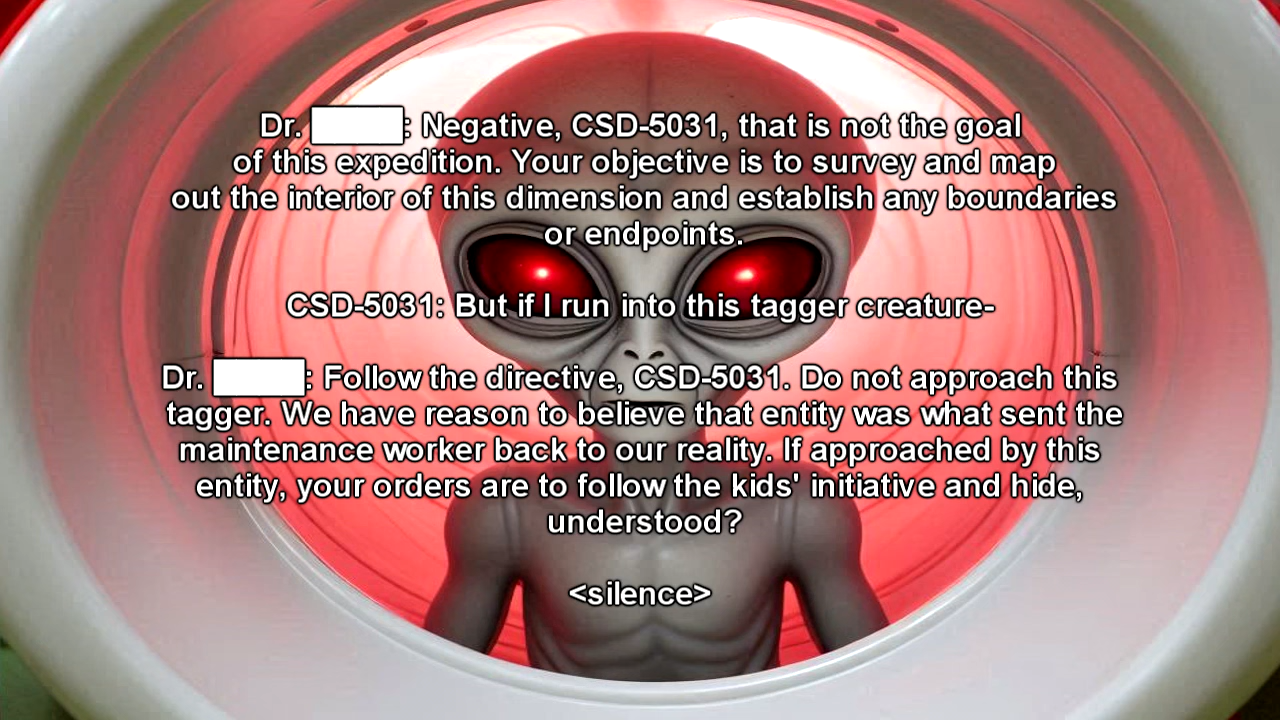 Dr. : Negative, CSD-5031, that is not the goal
of this expedition. Your objective is to survey and map
out the interior of this dimension and establish any boundaries
or endpoints.
CSD-5031: But if I run into this tagger creature-
Dr. : Follow the directive, CSD-5031. Do not approach this
tagger. We have reason to believe that entity was what sent the
maintenance worker back to our reality. If approached by this
entity, your orders are to follow the kids' initiative and hide,
understood?
<silence>